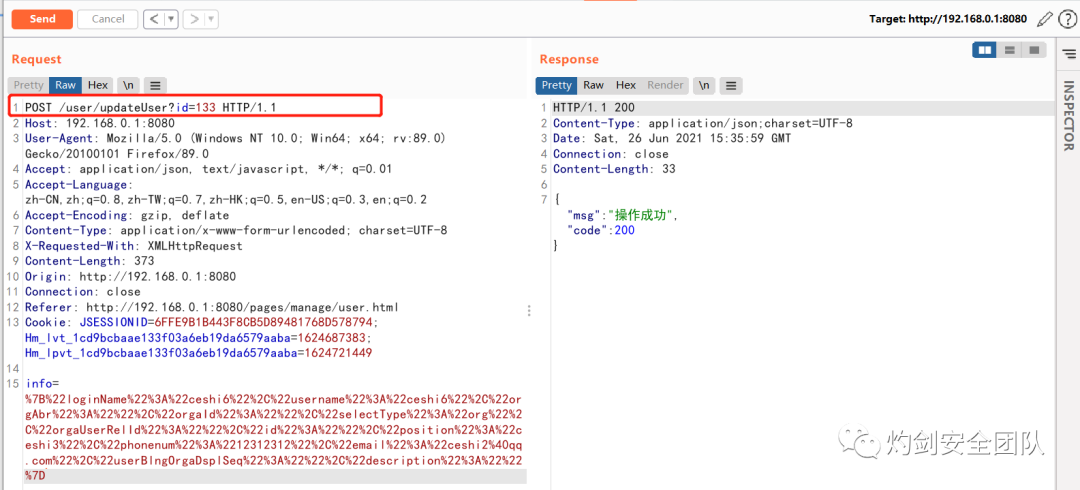 Send Cancel < ▼ > ▼ Target: http://192.168.0.1:8080
Request
Pretty Raw Hex \n
1 POST /user/updateUser?id=133 HTTP/1.1
2 Host: 192.168.0.1:8080
3 User-Agent: Mozilla/5.0 (Windows NT 10.0; Win64; x64; rv:89.0)
Gecko/20100101 Firefox/89.0
4 Accept: application/json, text/javascript, */*; q=0.01
5 Accept-Language:
zh-CN,zh;q=0.8,zh-TW;q=0.7,zh-HK;q=0.5,en-US;q=0.3,en;q=0.2
6 Accept-Encoding: gzip, deflate
7 Content-Type: application/x-www-form-urlencoded; charset=UTF-8
8 X-Requested-With: XMLHttpRequest
9 Content-Length: 373
10 Origin: http://192.168.0.1:8080
11 Connection: close
12 Referer: http://192.168.0.1:8080/pages/manage/user.html
13 Cookie: JSESSIONID=6FFE9B1B443F8CB5D89481768D578794;
Hm_lvt_1cd9bcbaae133f03a6eb19da6579aaba=1624687383;
Hm_lpvt_1cd9bcbaae133f03a6eb19da6579aaba=1624721449
14
15 info=
%7B%22loginName%22%3A%22ceshi6%22%2C%22username%22%3A%22ceshi6%22%2C%22or
gAbr%22%3A%22%22%2C%22orgaId%22%3A%22%22%2C%22selectType%22%3A%22org%22%2
C%22orgaUserRelId%22%3A%22%22%2C%22id%22%3A%22%22%2C%22position%22%3A%22c
eshi3%22%2C%22phonenum%22%3A%2212312312%22%2C%22email%22%3A%22ceshi2%40qq
.com%22%2C%22userBlngOrgaDsplSeq%22%3A%22%22%2C%22description%22%3A%22%22
%7D
Response
Pretty Raw Hex Render \n
1 HTTP/1.1 200
2 Content-Type: application/json;charset=UTF-8
3 Date: Sat, 26 Jun 2021 15:35:59 GMT
4 Connection: close
5 Content-Length: 33
6
7 {
"msg":"操作成功",
"code":200
}
INSPECTOR
灼剑安全团队